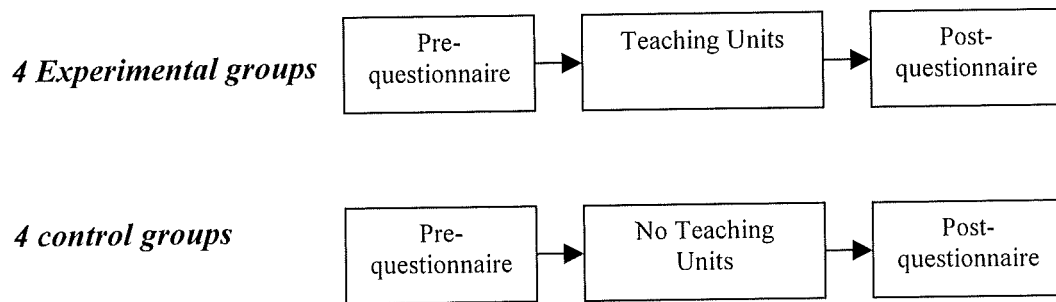 4 Experimental groups
Pre-
questionnaire
Teaching Units
Post-
questionnaire
4 control groups
Pre-
questionnaire
No Teaching
Units
Post-
questionnaire